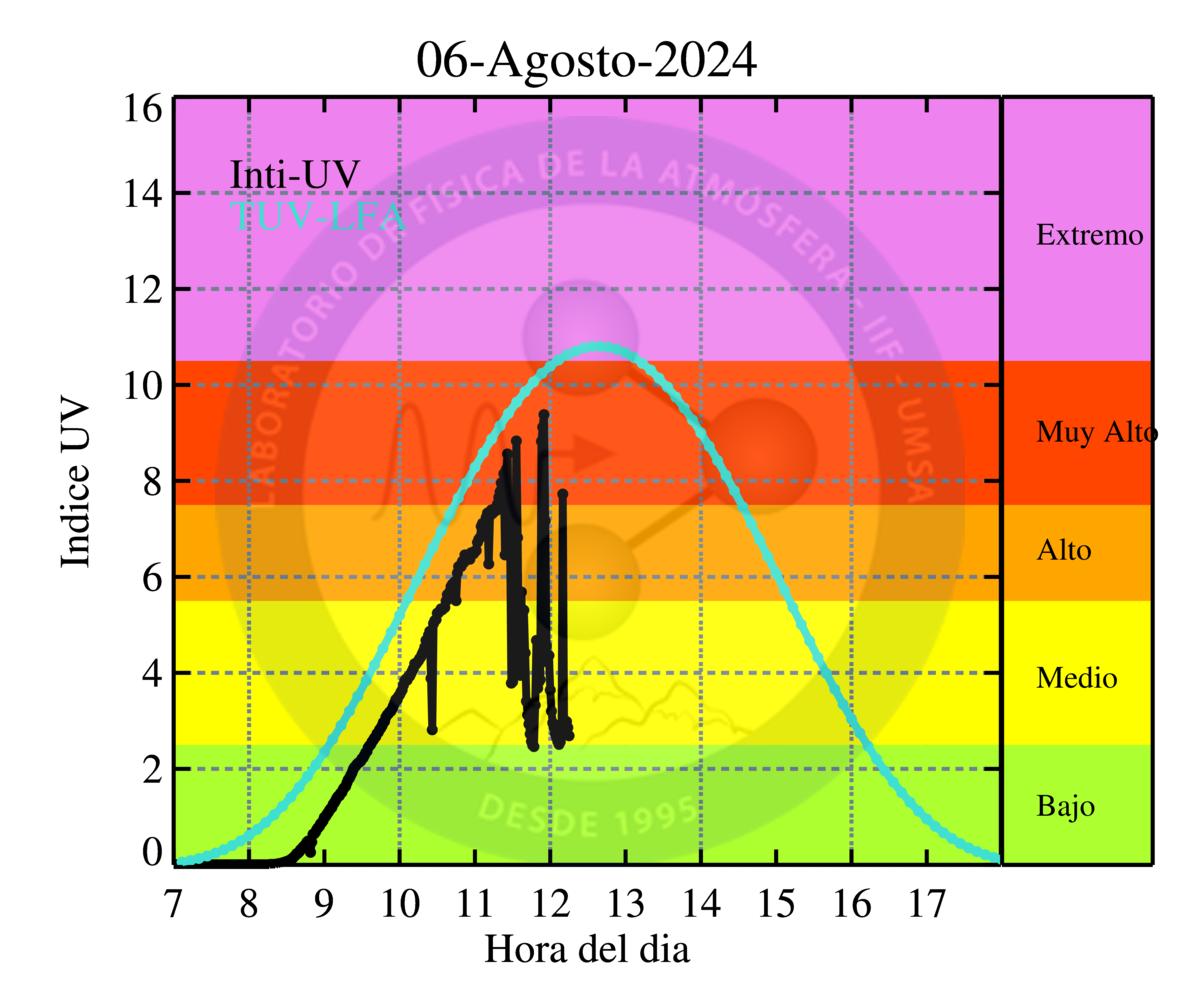 06-Agosto-2024
Inti-UV
TUV-LFA
LABORATORIO DE FÍSICA DE LA ATMÓSFERA - IIF - UMSA
DESDE 1995
Indice UV
16
14
12
10
8
6
4
2
0
Extremo
Muy Alto
Alto
Medio
Bajo
7 8 9 10 11 12 13 14 15 16 17
Hora del dia